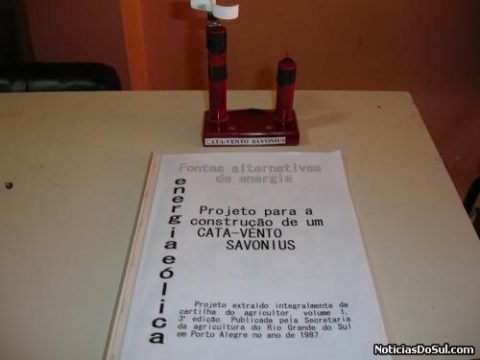 CATA-VENTO SAVONIUS
Fontes alternativas
de energia
energia eólica
Projeto para a
construção de um
CATA-VENTO
SAVONIUS
Projeto extraído integralmente da
cartilha do agricultor, volume 1,
3ª edição. Publicada pela Secretaria
da agricultura do Rio Grande do Sul
em Porto Alegre no ano de 1987.
NoticiasDoSul.com